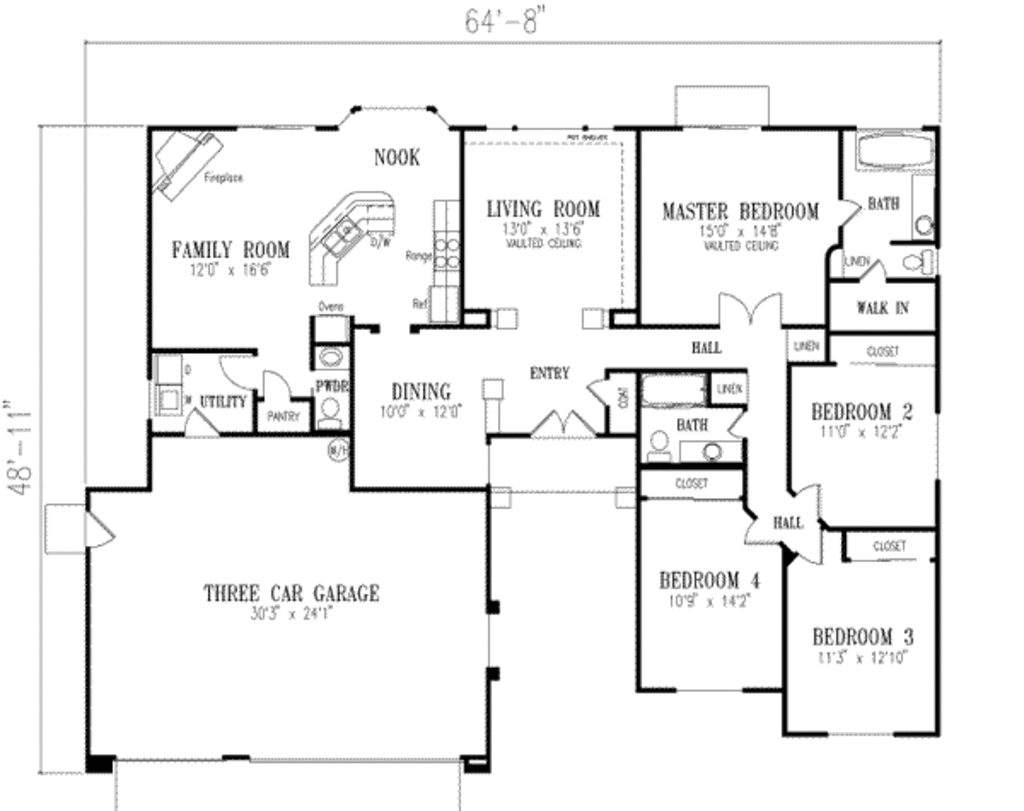 64'-8"
48'-11"
NOOK
POT SHELVES
Fireplace
FAMILY ROOM
12'0" x 16'6"
D/W
Range
Ref.
Ovens
LIVING ROOM
13'0" x 13'6"
VAULTED CEILING
MASTER BEDROOM
15'0" x 14'8"
VAULTED CEILING
BATH
LINEN
WALK IN
HALL
LINEN
CLOSET
D
W
UTILITY
PANTRY
PWDR
W/H
DINING
10'0" x 12'0"
ENTRY
COAT
LINEN
BATH
BEDROOM 2
11'0" x 12'2"
CLOSET
HALL
CLOSET
BEDROOM 4
10'9" x 14'2"
BEDROOM 3
11'3" x 12'10"
THREE CAR GARAGE
30'3" x 24'1"